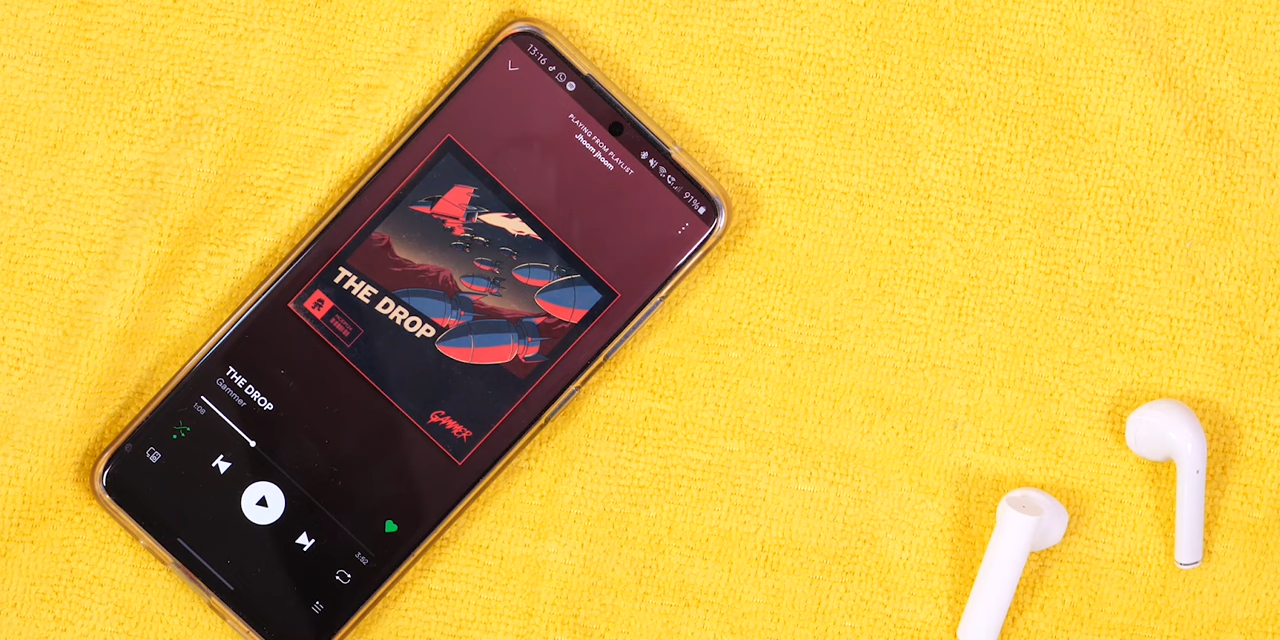 13:16
91%
PLAYING FROM PLAYLIST
Jhoom jhoom
THE DROP
GAMMER
THE DROP
Gammer
1:08
3:52